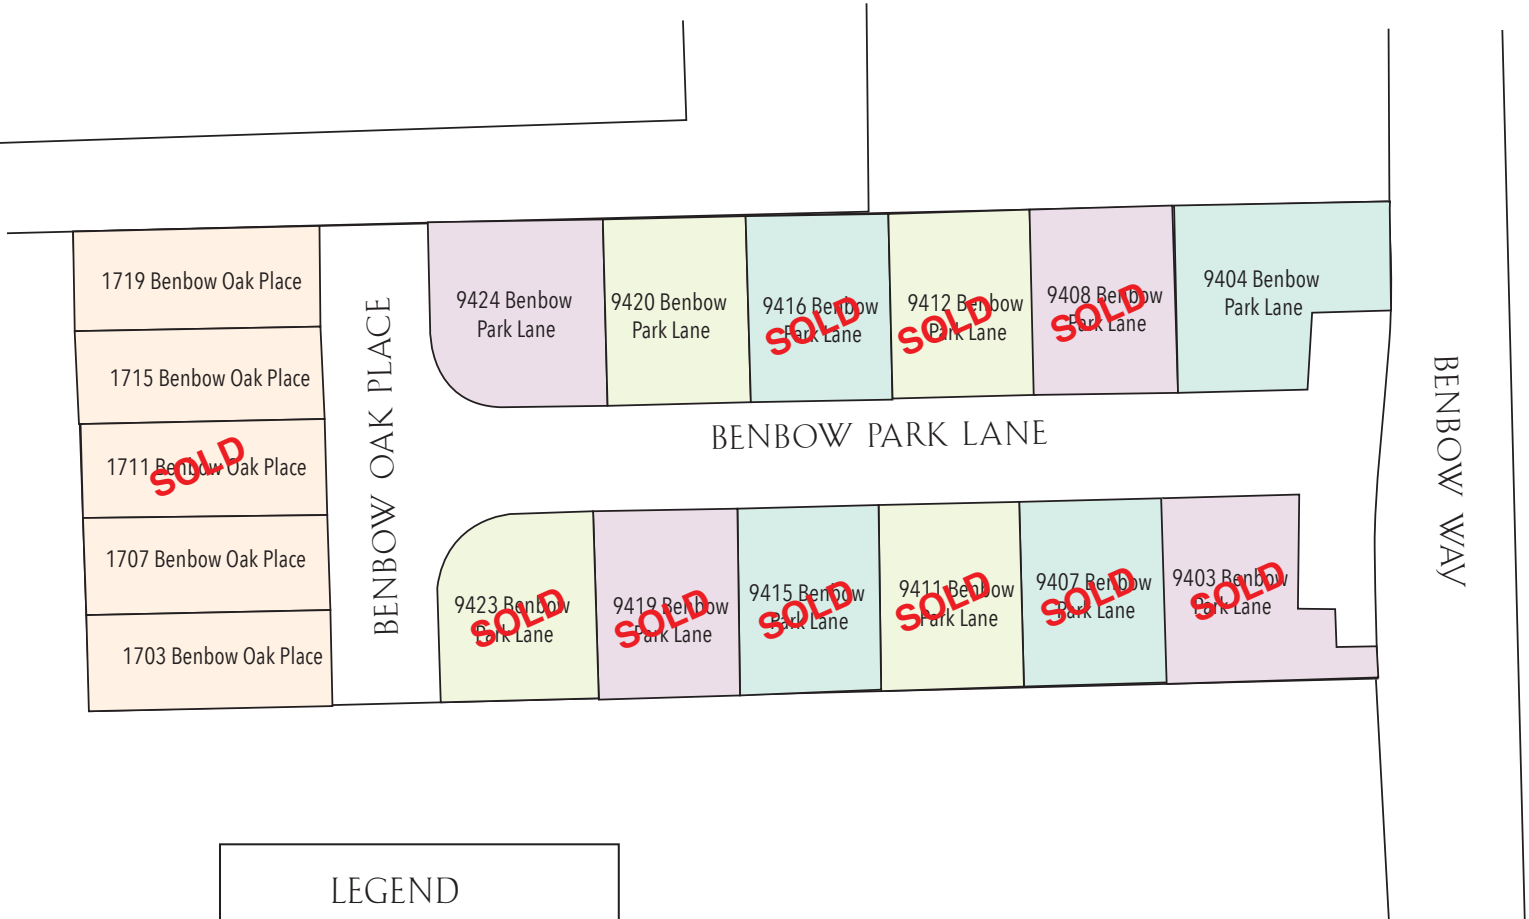 1719 Benbow Oak Place
1715 Benbow Oak Place
1711 Benbow Oak Place
SOLD
1707 Benbow Oak Place
1703 Benbow Oak Place
BENBOW OAK PLACE
9424 Benbow
Park Lane
9420 Benbow
Park Lane
9416 Benbow
Park Lane
SOLD
9412 Benbow
Park Lane
SOLD
9408 Benbow
Park Lane
SOLD
9404 Benbow
Park Lane
BENBOW PARK LANE
9423 Benbow
Park Lane
SOLD
9419 Benbow
Park Lane
SOLD
9415 Benbow
Park Lane
SOLD
9411 Benbow
Park Lane
SOLD
9407 Benbow
Park Lane
SOLD
9403 Benbow
Park Lane
SOLD
BENBOW WAY
LEGEND